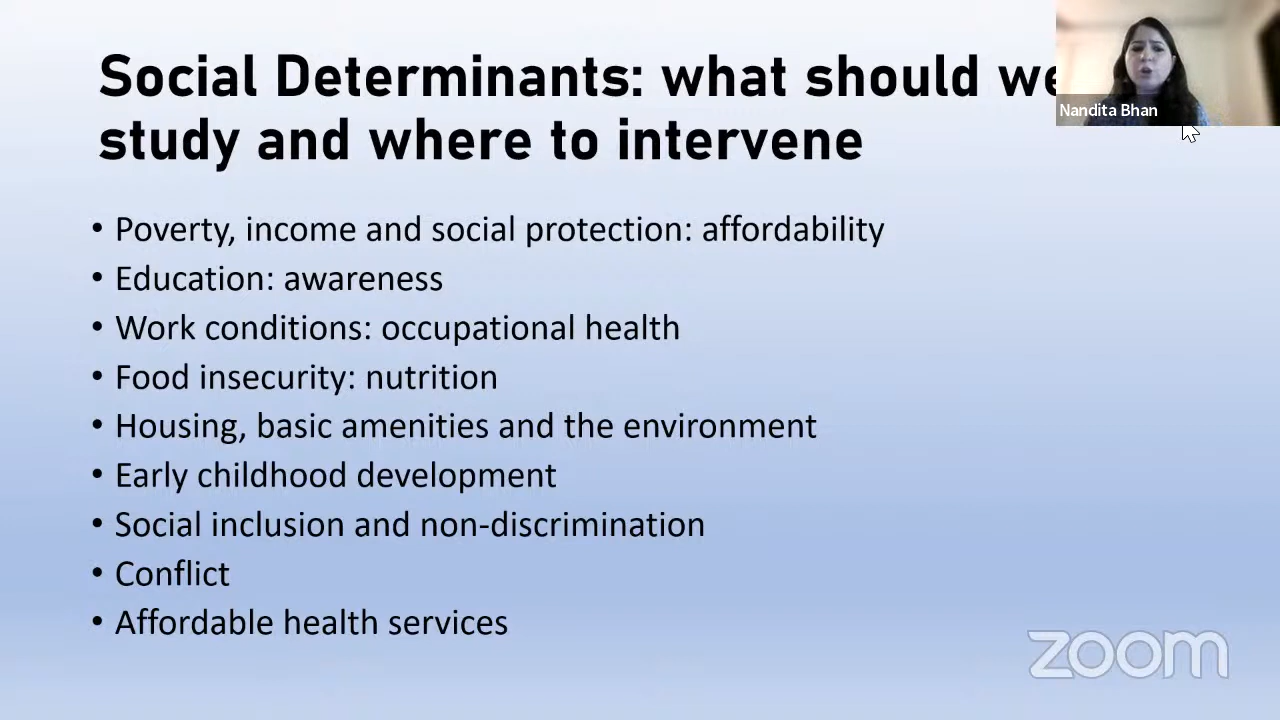 Social Determinants: what should we
study and where to intervene
Nandita Bhan
• Poverty, income and social protection: affordability
• Education: awareness
• Work conditions: occupational health
• Food insecurity: nutrition
• Housing, basic amenities and the environment
• Early childhood development
• Social inclusion and non-discrimination
• Conflict
• Affordable health services
zoom